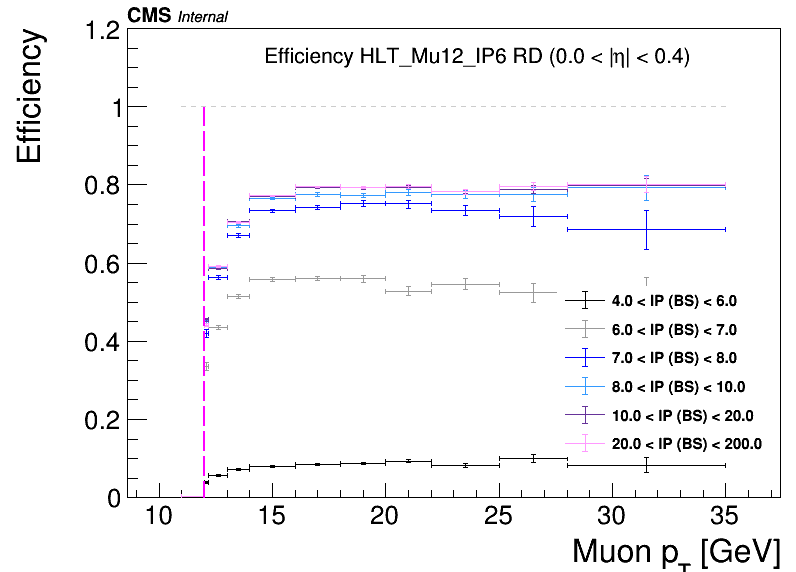 CMS Internal
Efficiency HLT_Mu12_IP6 RD (0.0 < |η| < 0.4)
Efficiency
1.2
1
0.8
0.6
0.4
0.2
0
4.0 < IP (BS) < 6.0
6.0 < IP (BS) < 7.0
7.0 < IP (BS) < 8.0
8.0 < IP (BS) < 10.0
10.0 < IP (BS) < 20.0
20.0 < IP (BS) < 200.0
10 15 20 25 30 35
Muon p_T [GeV]